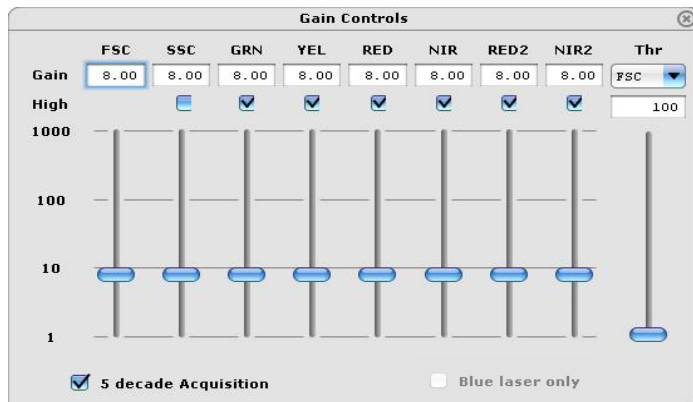 Gain Controls
FSC SSC GRN YEL RED NIR RED2 NIR2 Thr
Gain 8.00 8.00 8.00 8.00 8.00 8.00 8.00 8.00 FSC
High 100
1000
100
10
1
5 decade Acquisition Blue laser only